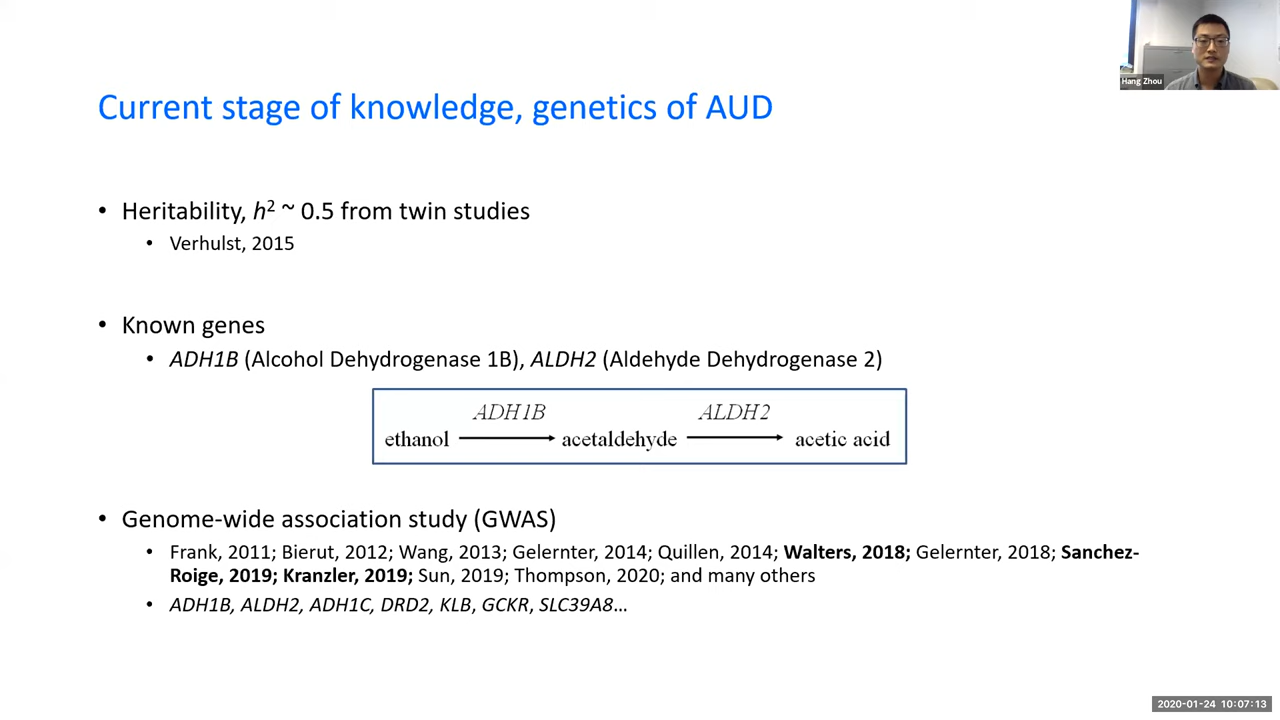 Hang Zhou
Current stage of knowledge, genetics of AUD
• Heritability, h² ~ 0.5 from twin studies
• Verhulst, 2015
• Known genes
• ADH1B (Alcohol Dehydrogenase 1B), ALDH2 (Aldehyde Dehydrogenase 2)
ADH1B ALDH2
ethanol acetaldehyde acetic acid
• Genome-wide association study (GWAS)
• Frank, 2011; Bierut, 2012; Wang, 2013; Gelernter, 2014; Quillen, 2014; Walters, 2018; Gelernter, 2018; Sanchez-
Roige, 2019; Kranzler, 2019; Sun, 2019; Thompson, 2020; and many others
• ADH1B, ALDH2, ADH1C, DRD2, KLB, GCKR, SLC39A8…
2020-01-24 10:07:13